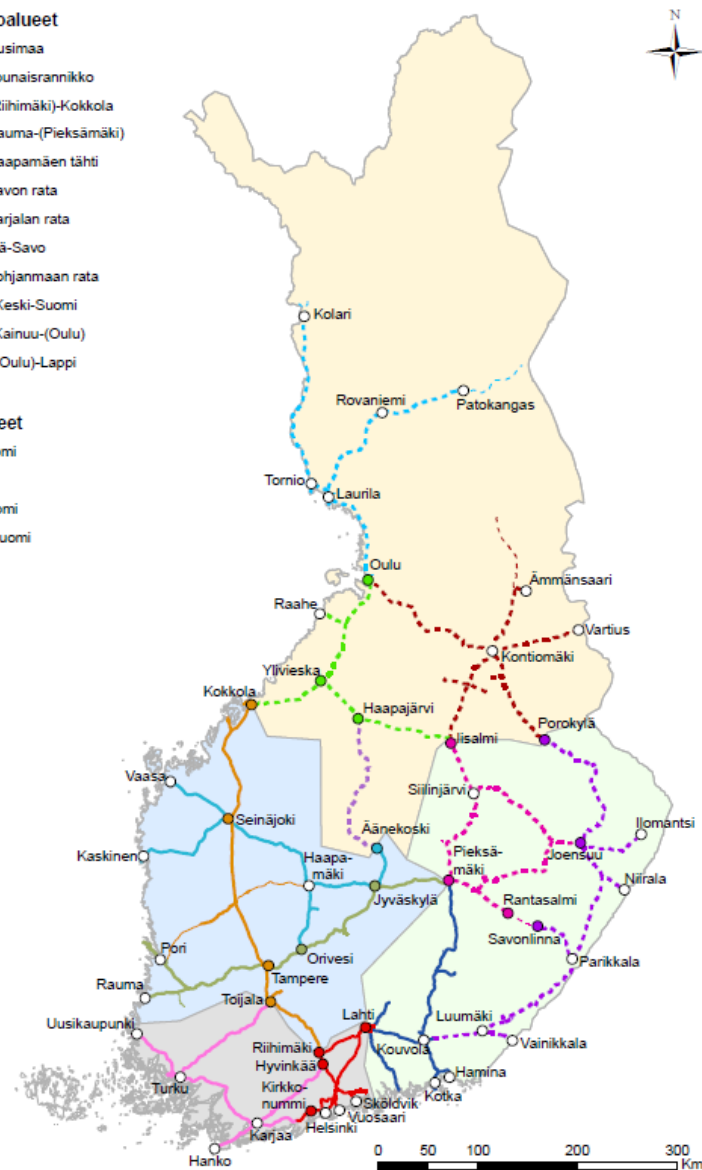 oalueet
usimaa
ounaisrannikko
Riihimäki)-Kokkola
auma-(Pieksämäki)
aapamäen tähti
avon rata
arjalan rata
lä-Savo
ohjanmaan rata
Keski-Suomi
Kainuu-(Oulu)
Oulu)-Lappi
eet
omi
omi
uomi
N
Kolari
Rovaniemi
Patokangas
Tornio
Laurila
Oulu
Ämmänsaari
Raahe
Vartius
Kontiomäki
Ylivieska
Kokkola
Haapajärvi
Porokylä
Iisalmi
Vaasa
Siilinjärvi
Seinäjoki
Äänekoski
Ilomantsi
Kaskinen
Haapa-
mäki
Pieksä-
mäki
Joensuu
Jyväskylä
Niirala
Rantasalmi
Savonlinna
Pori
Orivesi
Parikkala
Tampere
Rauma
Toijala
Uusikaupunki
Lahti
Luumäki
Kouvola
Vainikkala
Riihimäki
Hyvinkää
Hamina
Turku
Kirkko-
nummi
Kotka
Sköldvik
Vuosaari
Helsinki
Karjaa
Hanko
0 50 100 200 300
Km